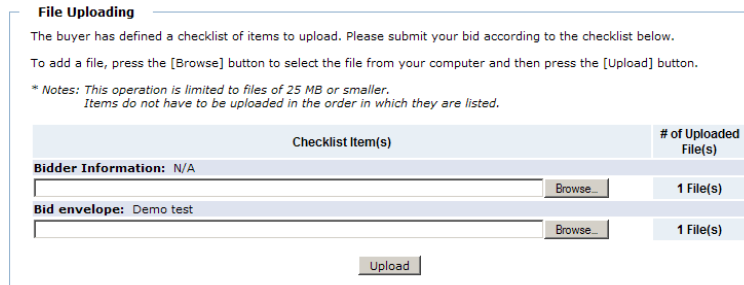 File Uploading
The buyer has defined a checklist of items to upload. Please submit your bid according to the checklist below.
To add a file, press the [Browse] button to select the file from your computer and then press the [Upload] button.
* Notes: This operation is limited to files of 25 MB or smaller.
Items do not have to be uploaded in the order in which they are listed.
Checklist Item(s) # of Uploaded
File(s)
Bidder Information: N/A
Browse... 1 File(s)
Bid envelope: Demo test
Browse... 1 File(s)
Upload